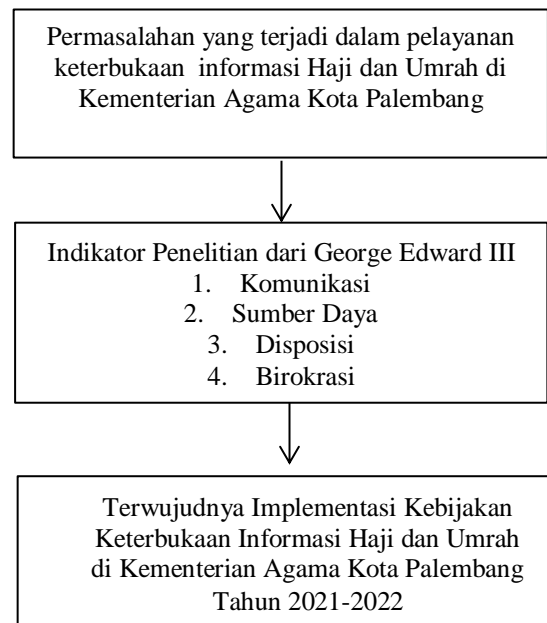 Permasalahan yang terjadi dalam pelayanan
keterbukaan informasi Haji dan Umrah di
Kementerian Agama Kota Palembang
Indikator Penelitian dari George Edward III
1. Komunikasi
2. Sumber Daya
3. Disposisi
4. Birokrasi
Terwujudnya Implementasi Kebijakan
Keterbukaan Informasi Haji dan Umrah
di Kementerian Agama Kota Palembang
Tahun 2021-2022